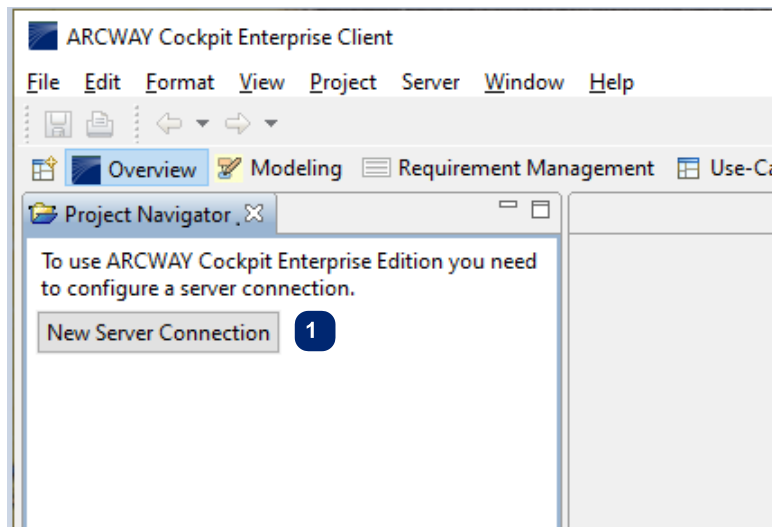 ARCWAY Cockpit Enterprise Client
File Edit Format View Project Server Window Help
Overview Modeling Requirement Management Use-Ca
Project Navigator
To use ARCWAY Cockpit Enterprise Edition you need
to configure a server connection.
New Server Connection 1